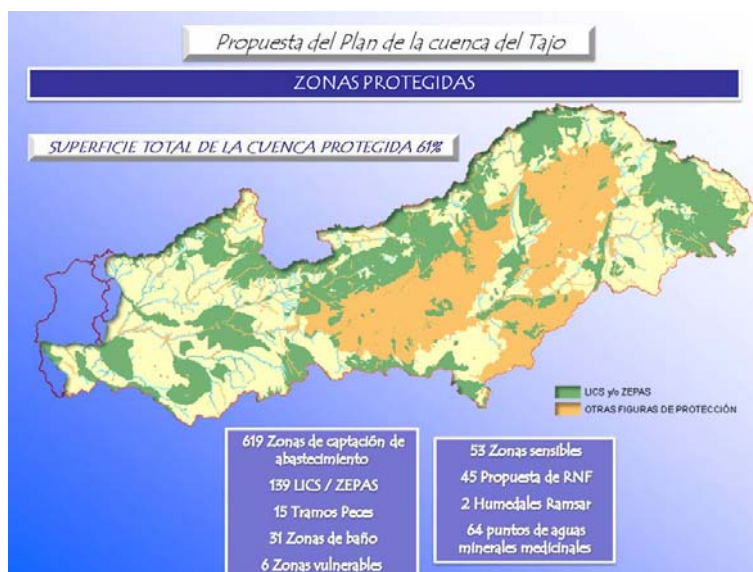 Propuesta del Plan de la cuenca del Tajo
ZONAS PROTEGIDAS
SUPERFICIE TOTAL DE LA CUENCA PROTEGIDA 61%
LICS y/o ZEPAS
OTRAS FIGURAS DE PROTECCIÓN
619 Zonas de captación de
abastecimiento
139 LICS / ZEPAS
15 Tramos Peces
31 Zonas de baño
6 Zonas vulnerables
53 Zonas sensibles
45 Propuesta de RNF
2 Humedales Ramsar
64 puntos de aguas
minerales medicinales